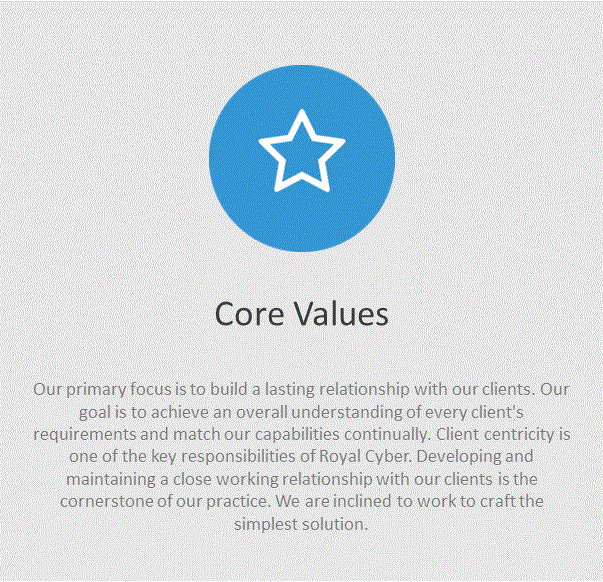 Core Values
Our primary focus is to build a lasting relationship with our clients. Our
goal is to achieve an overall understanding of every client's
requirements and match our capabilities continually. Client centricity is
one of the key responsibilities of Royal Cyber. Developing and
maintaining a close working relationship with our clients is the
cornerstone of our practice. We are inclined to work to craft the
simplest solution.